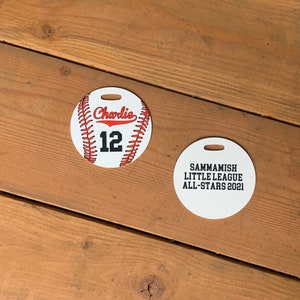 Charlie
12
SAMMAMISH
LITTLE LEAGUE
ALL-STARS 2021